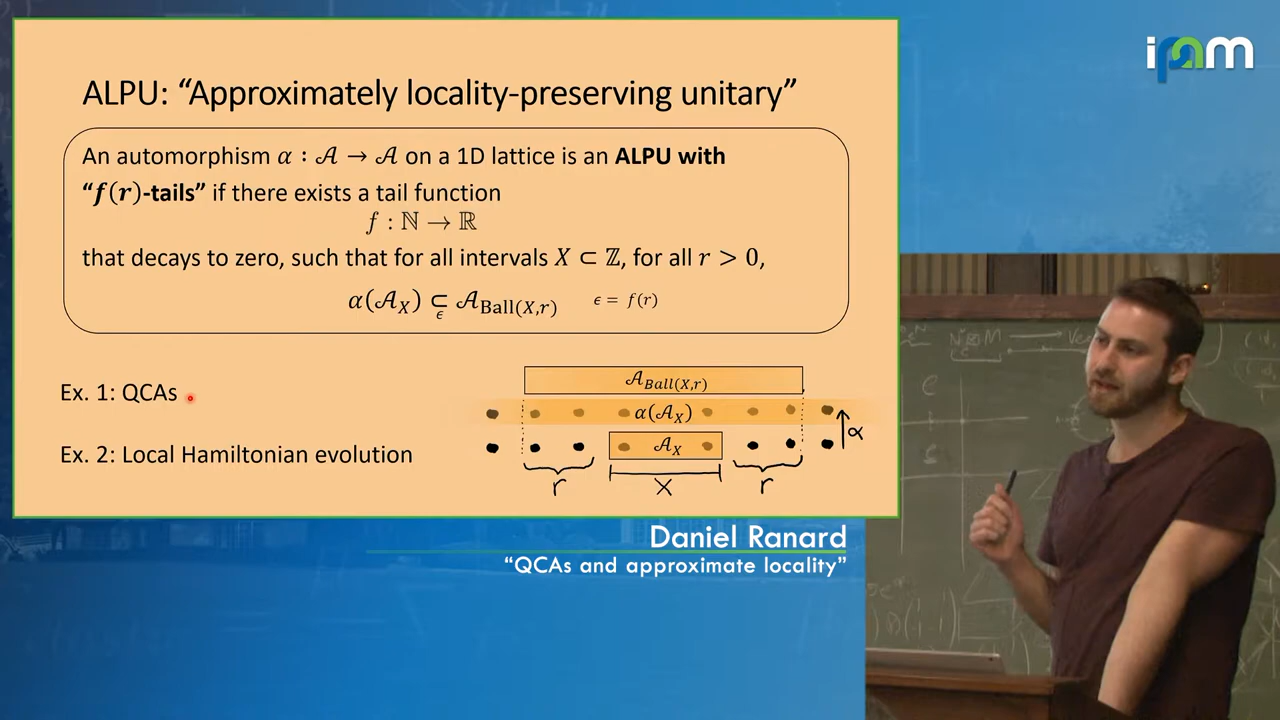 ipam
ALPU: “Approximately locality-preserving unitary”
An automorphism α : 𝒜 → 𝒜 on a 1D lattice is an ALPU with
“f(r)-tails” if there exists a tail function
f : ℕ → ℝ
that decays to zero, such that for all intervals X ⊂ ℤ, for all r > 0,
α(𝒜_X) ⊂_ϵ 𝒜_Ball(X,r) ϵ = f(r)
Ex. 1: QCAs
Ex. 2: Local Hamiltonian evolution
𝒜_Ball(X,r)
α(𝒜_X)
α
𝒜_X
r X r
Daniel Ranard
“QCAs and approximate locality”